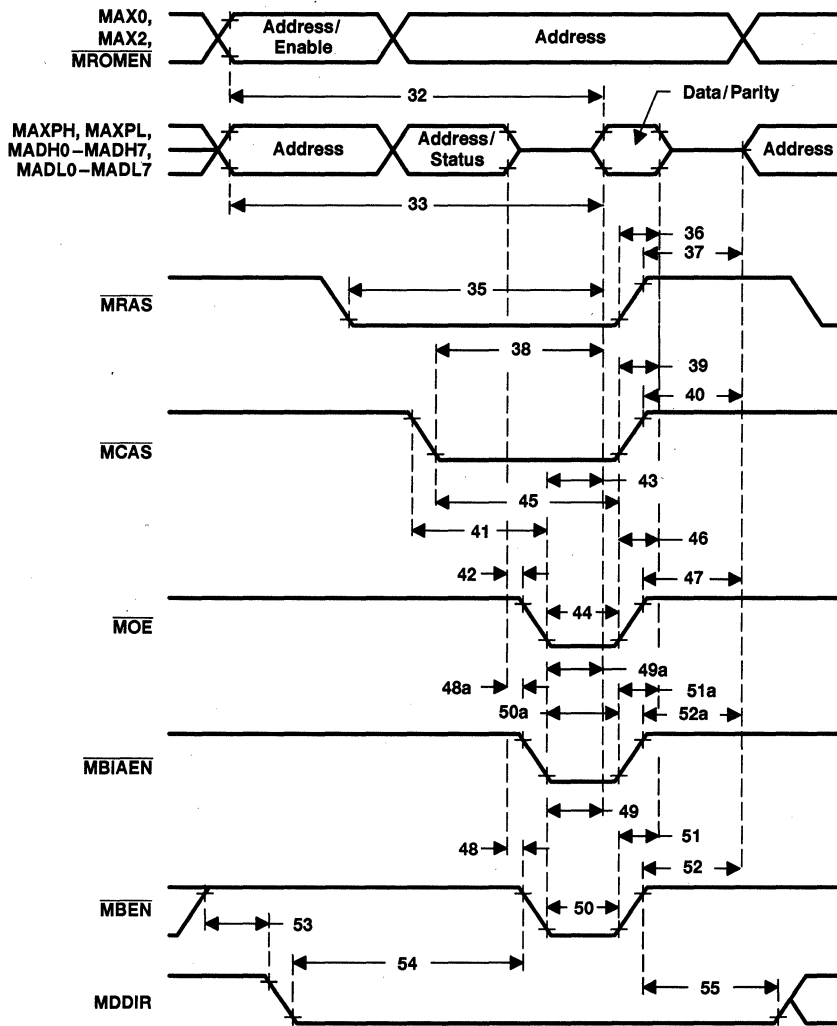 MAX0,
MAX2,
MROMEN
Address/
Enable
Address
32
Data/Parity
MAXPH, MAXPL,
MADH0–MADH7,
MADL0–MADL7
Address
Address/
Status
Address
33
36
37
MRAS
35
38
39
40
MCAS
43
45
41
46
42
47
MOE
44
48a
49a
51a
50a
52a
MBIAEN
49
48
51
52
MBEN
50
53
54
55
MDDIR